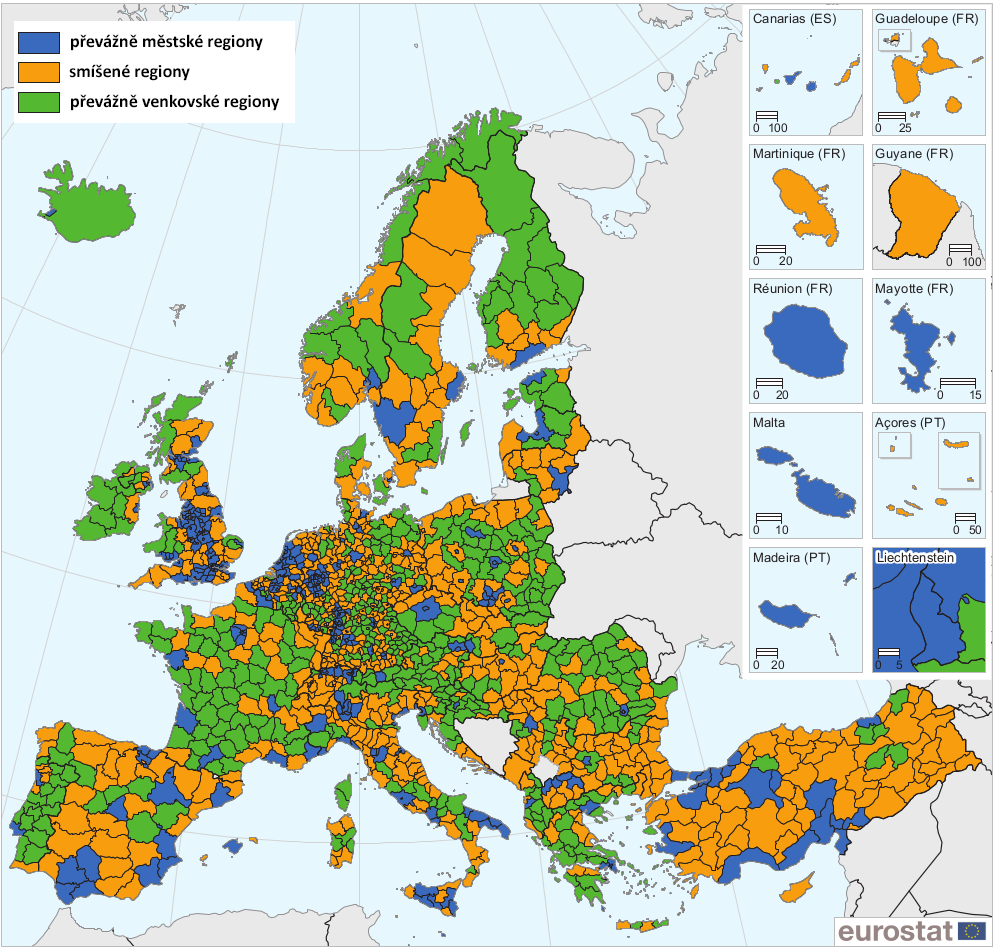 převážně městské regiony
smíšené regiony
převážně venkovské regiony
Canarias (ES)
0 100
Guadeloupe (FR)
0 25
Martinique (FR)
0 20
Guyane (FR)
0 100
Réunion (FR)
0 20
Mayotte (FR)
0 15
Malta
0 10
Açores (PT)
0 50
Madeira (PT)
0 20
Liechtenstein
0 5
eurostat